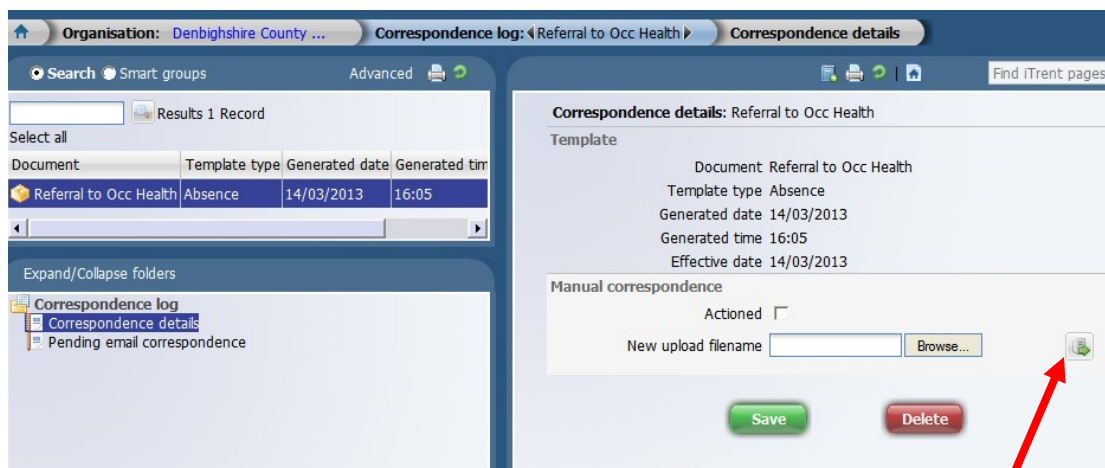 Organisation: Denbighshire County ... Correspondence log: Referral to Occ Health Correspondence details
Search Smart groups Advanced
Find iTrent pages
Results 1 Record
Select all
Document Template type Generated date Generated tim
Referral to Occ Health Absence 14/03/2013 16:05
Expand/Collapse folders
Correspondence log
Correspondence details
Pending email correspondence
Correspondence details: Referral to Occ Health
Template
Document Referral to Occ Health
Template type Absence
Generated date 14/03/2013
Generated time 16:05
Effective date 14/03/2013
Manual correspondence
Actioned
New upload filename Browse...
Save Delete